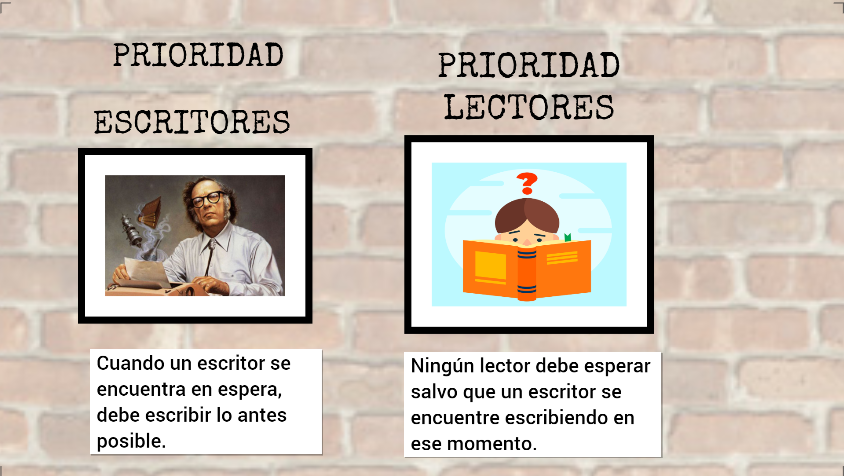 PRIORIDAD
ESCRITORES
Cuando un escritor se
encuentra en espera,
debe escribir lo antes
posible.
PRIORIDAD
LECTORES
?
Ningún lector debe esperar
salvo que un escritor se
encuentre escribiendo en
ese momento.